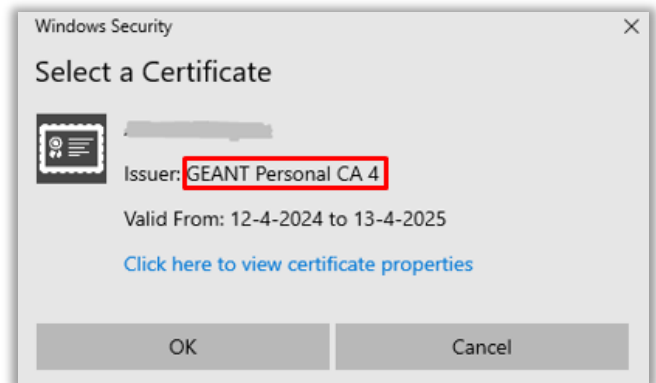 Windows Security
Select a Certificate
Issuer: GEANT Personal CA 4
Valid From: 12-4-2024 to 13-4-2025
Click here to view certificate properties
OK
Cancel